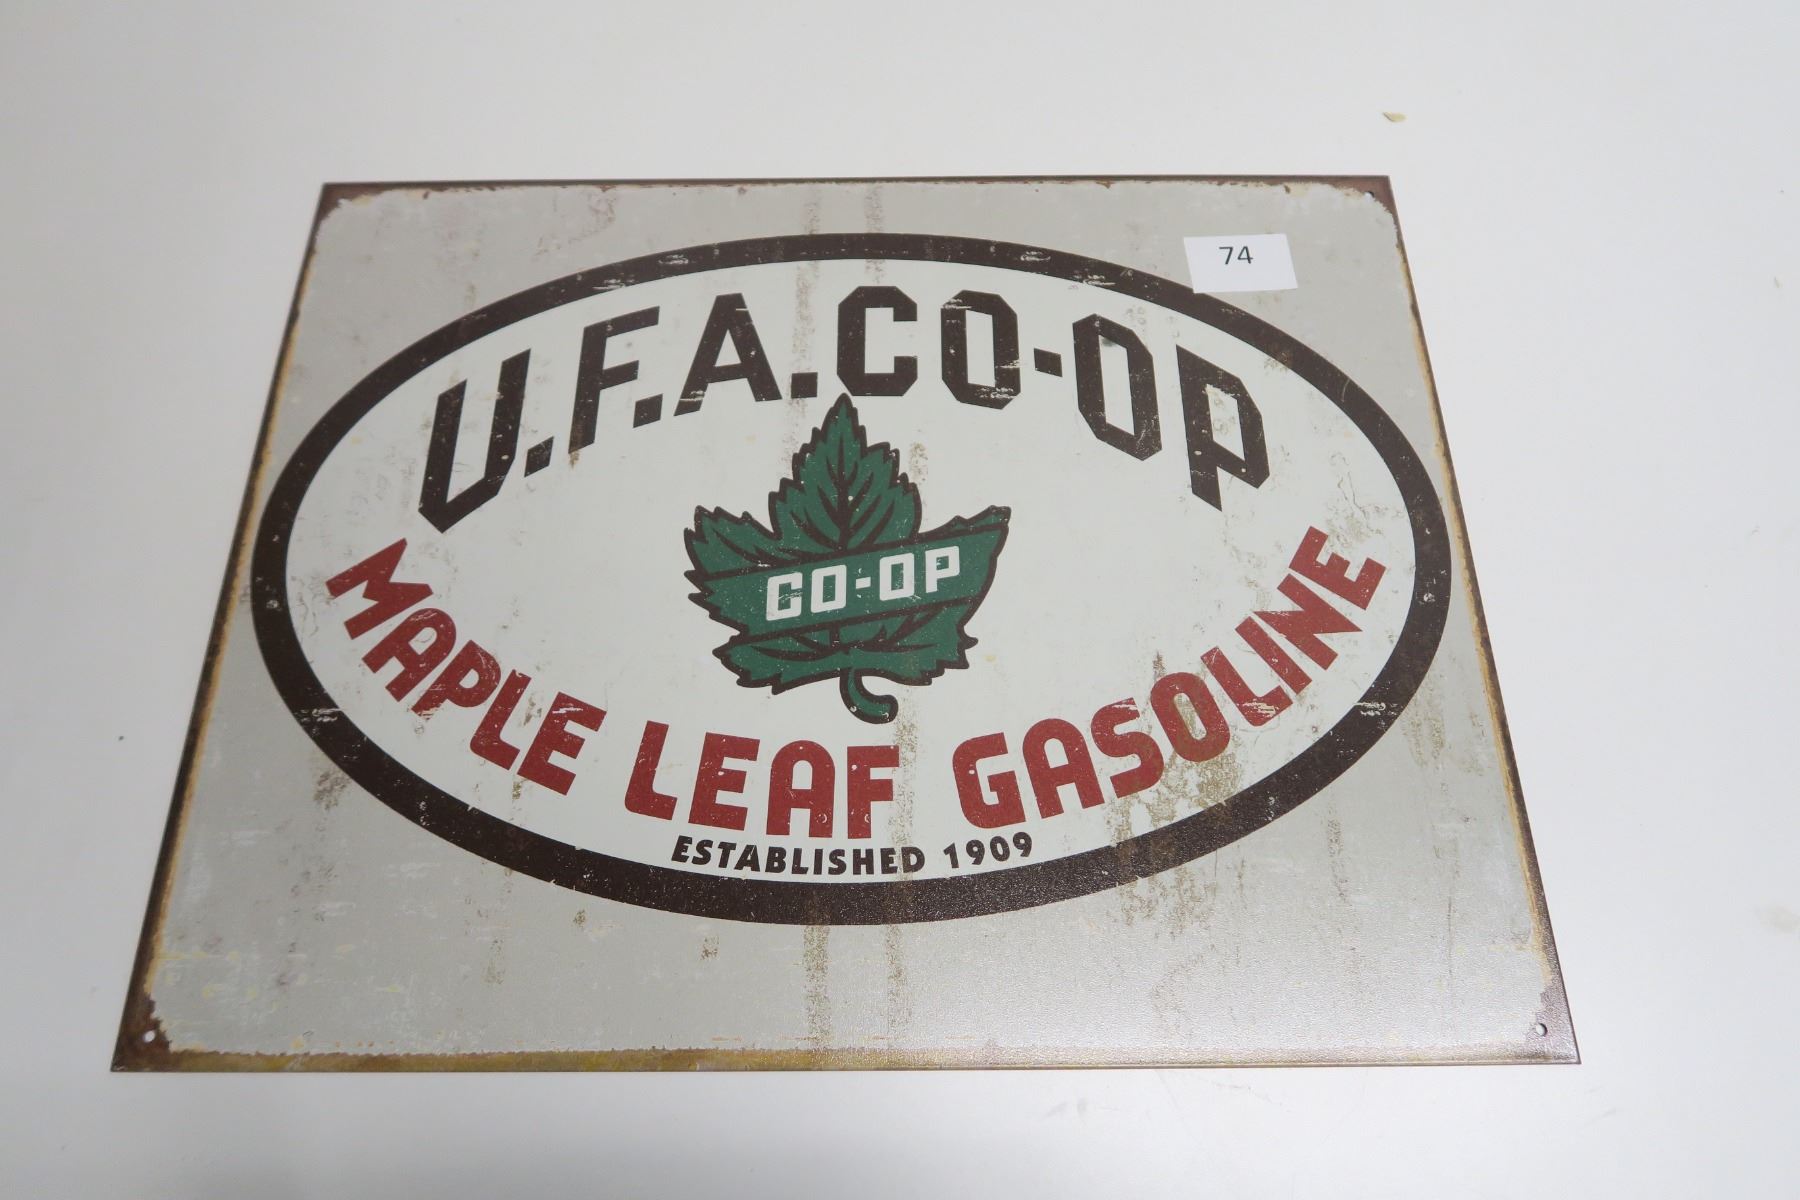 74
U.F.A. CO-OP
CO-OP
MAPLE LEAF GASOLINE
ESTABLISHED 1909